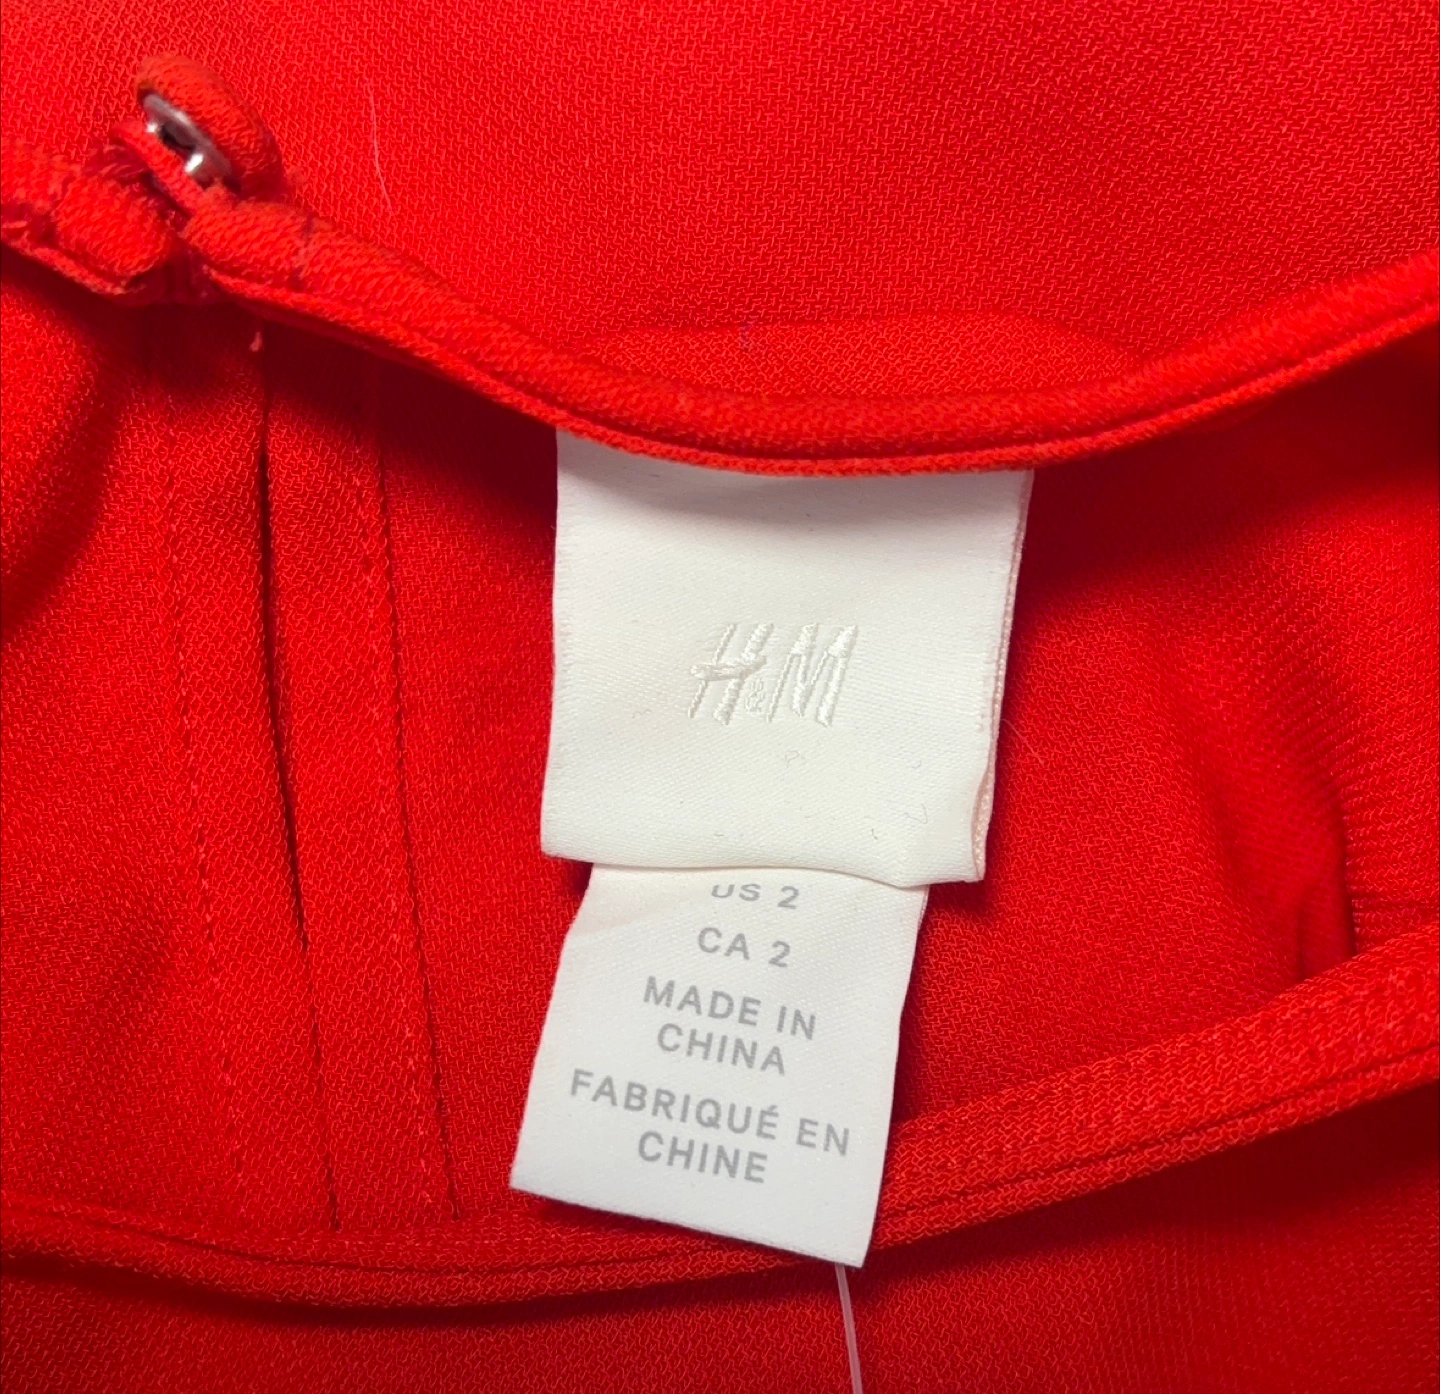 H&M
US 2
CA 2
MADE IN
CHINA
FABRIQUÉ EN
CHINE